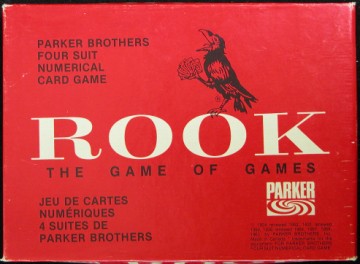 PARKER BROTHERS
FOUR SUIT
NUMERICAL
CARD GAME
ROOK
THE GAME OF GAMES
JEU DE CARTES
NUMÉRIQUES
4 SUITES DE
PARKER BROTHERS
PARKER